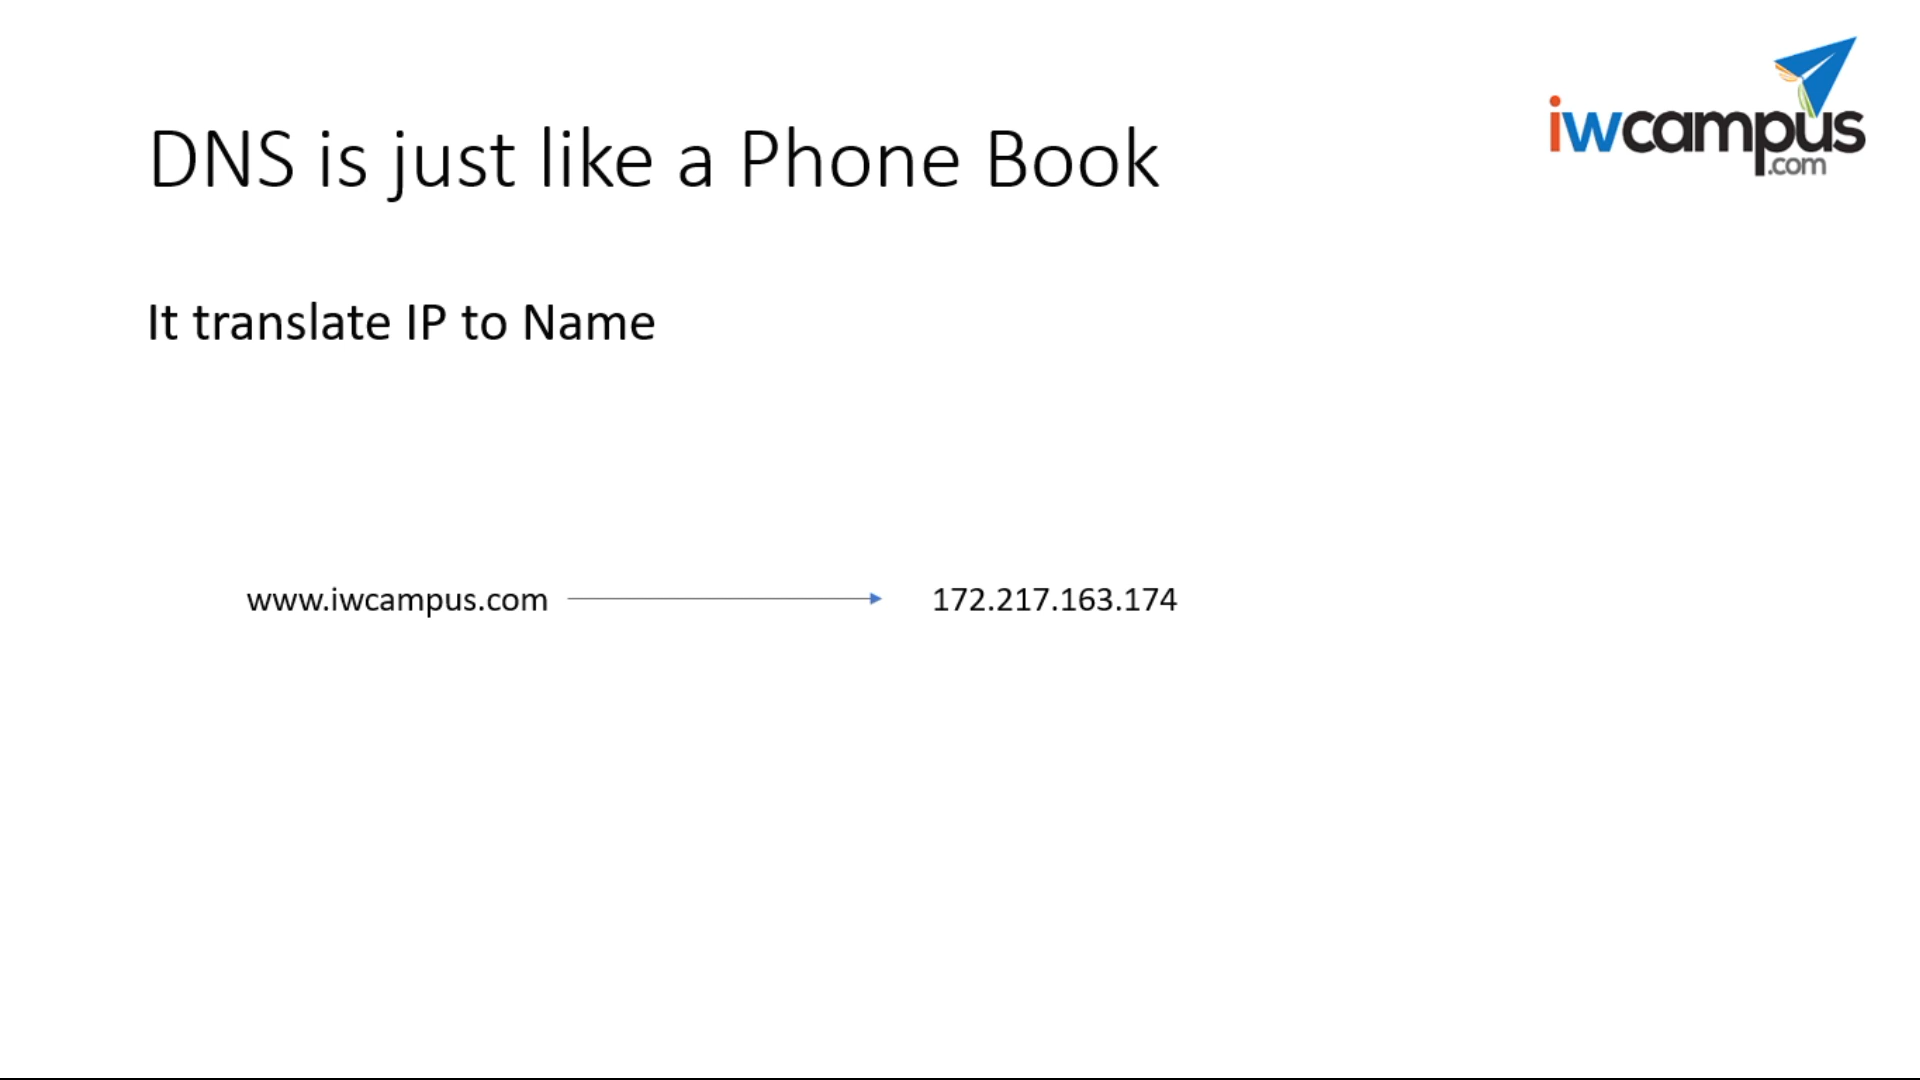 iwcampus
.com
DNS is just like a Phone Book
It translate IP to Name
www.iwcampus.com 172.217.163.174